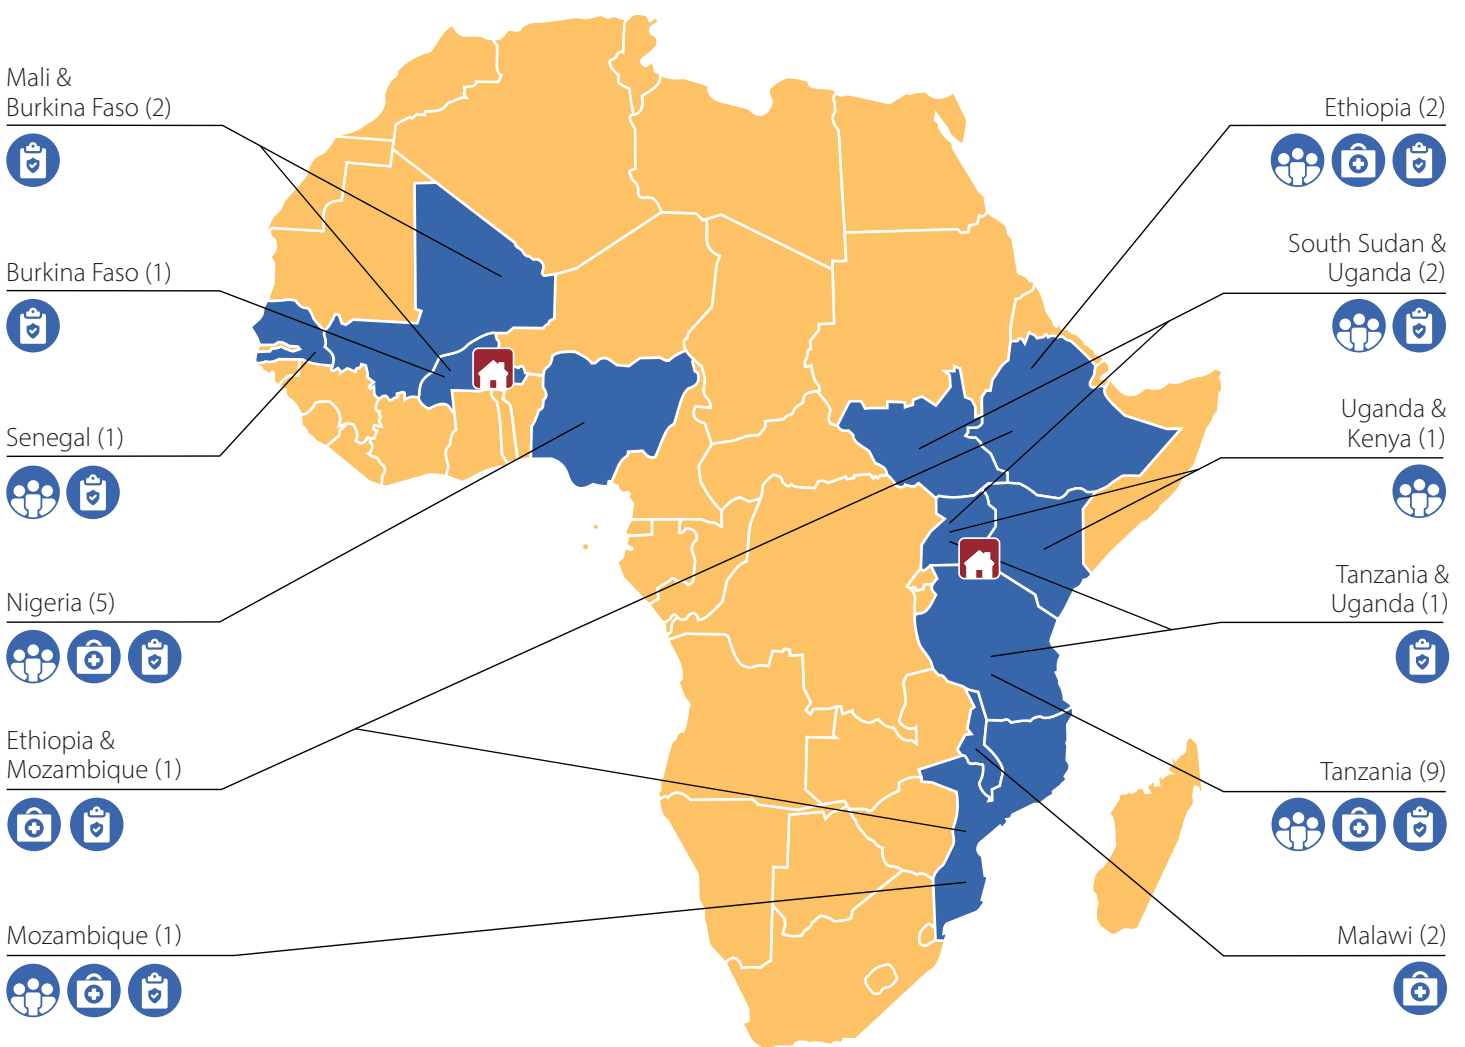 Mali &
Burkina Faso (2)
Burkina Faso (1)
Senegal (1)
Nigeria (5)
Ethiopia &
Mozambique (1)
Mozambique (1)
Ethiopia (2)
South Sudan &
Uganda (2)
Uganda &
Kenya (1)
Tanzania &
Uganda (1)
Tanzania (9)
Malawi (2)